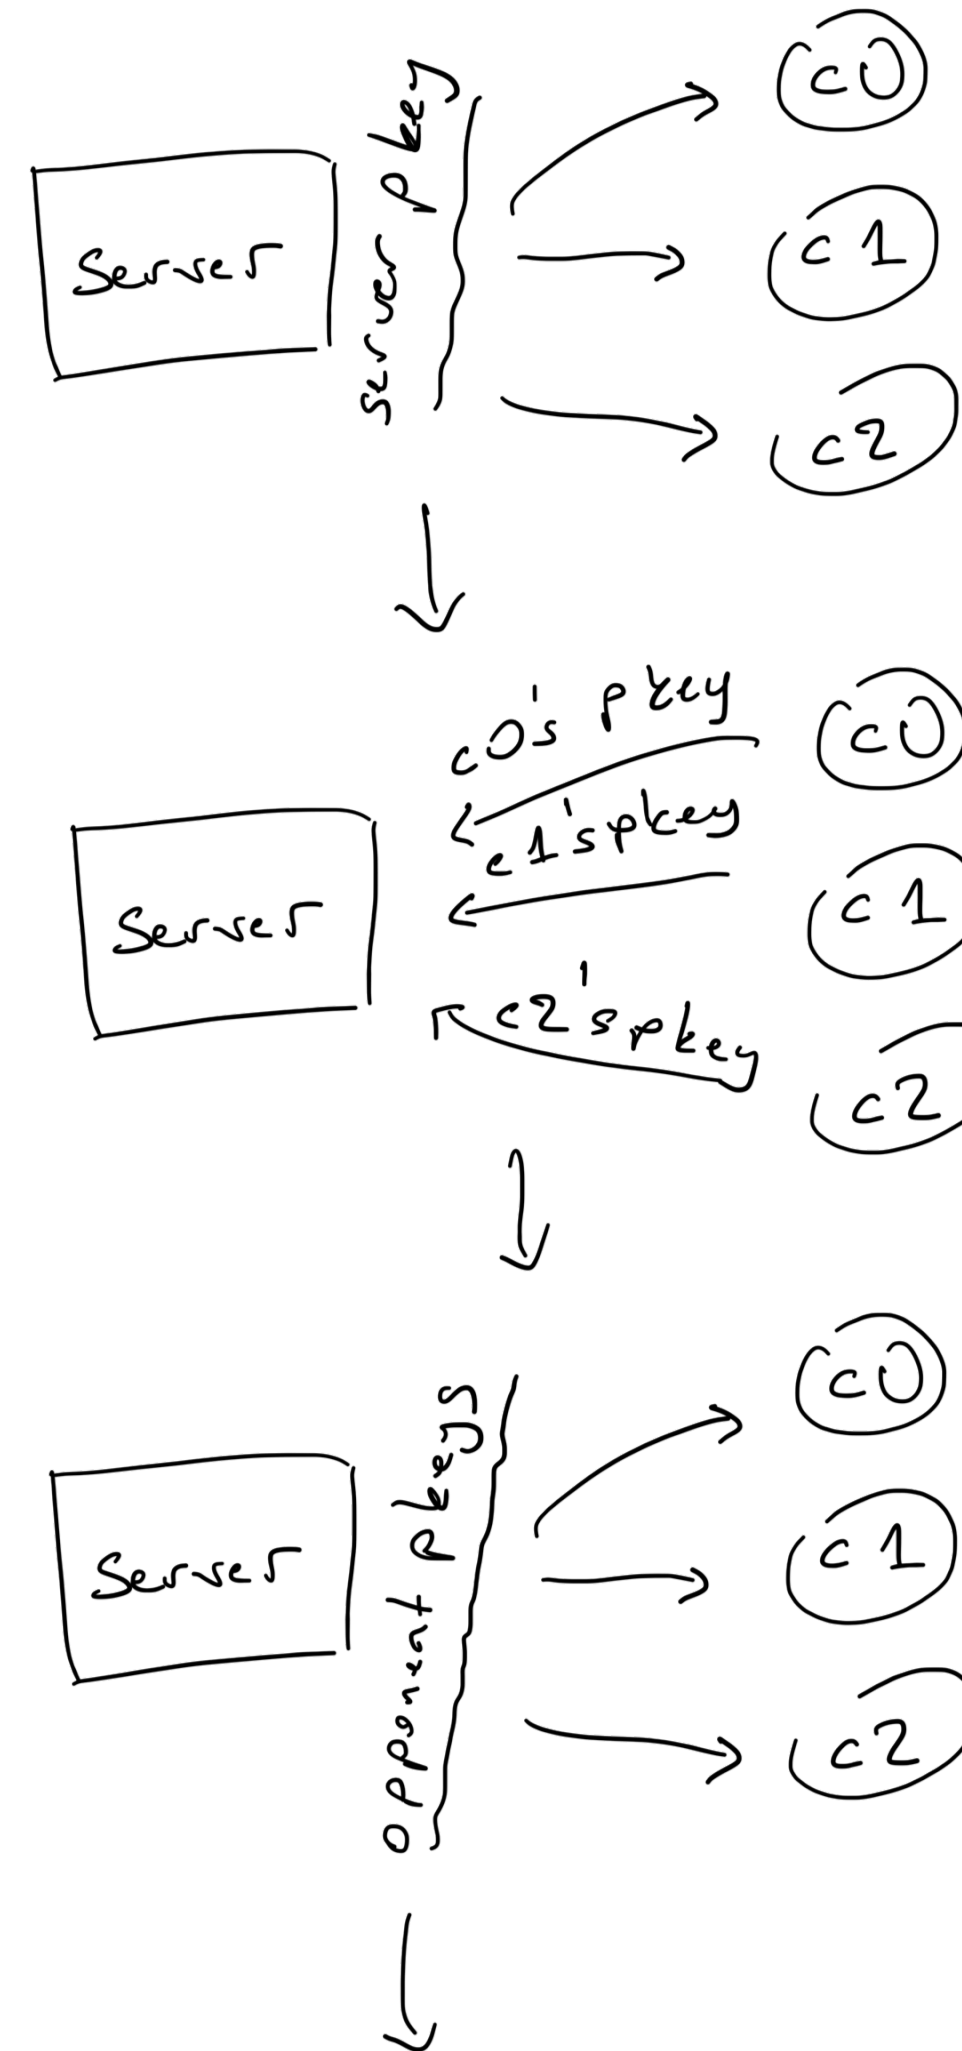 server pkey
c0
Server
c1
c2
c0's pkey
c0
c1's pkey
Server
c1
c2's pkey
c2
opponent pkeys
c0
Server
c1
c2